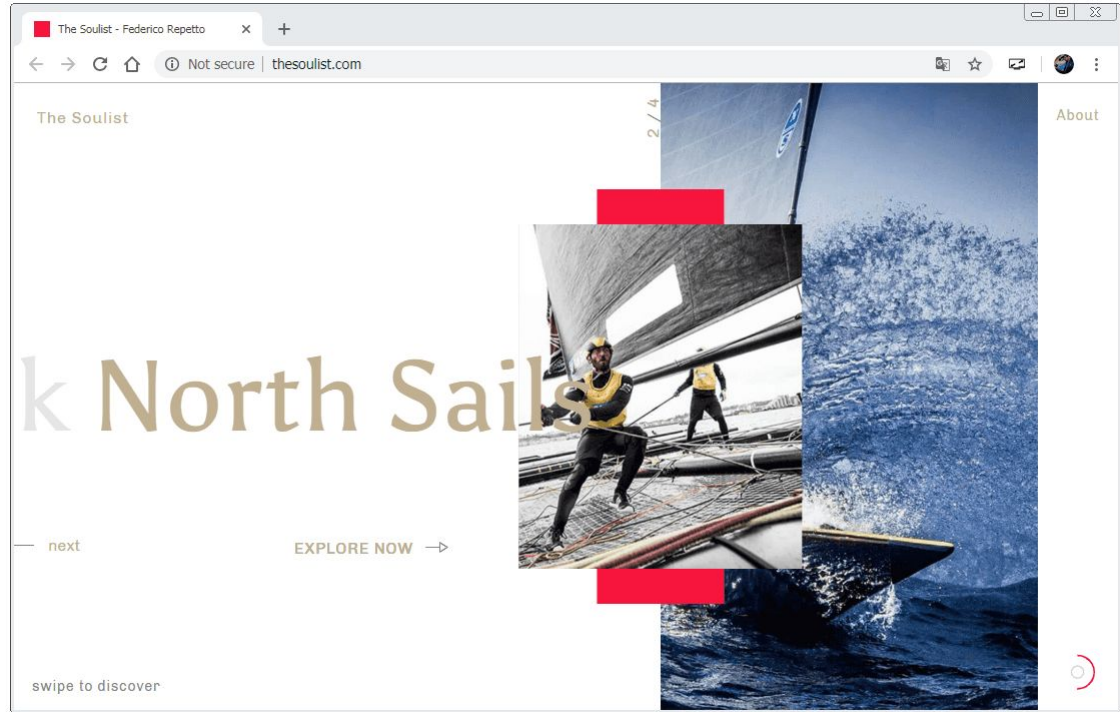 The Soulist - Federico Repetto
Not secure | thesoulist.com
The Soulist
2 / 4
About
k North Sails
next
EXPLORE NOW
swipe to discover